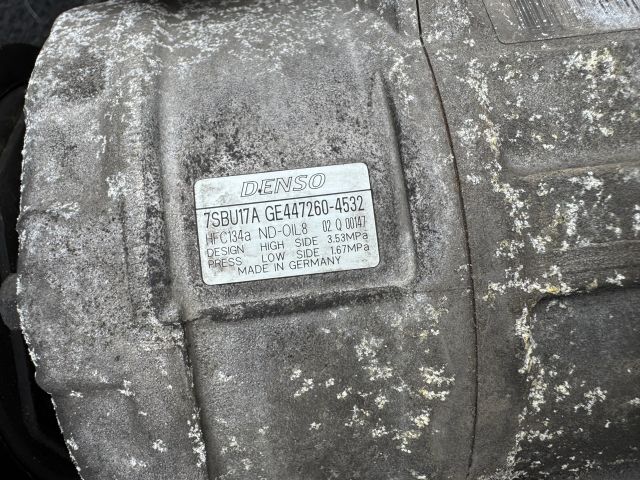 DENSO
7SBU17A GE447260-4532
HFC134a ND-OIL8 02 Q 00147
DESIGN HIGH SIDE 3.53MPa
PRESS LOW SIDE 1.67MPa
MADE IN GERMANY